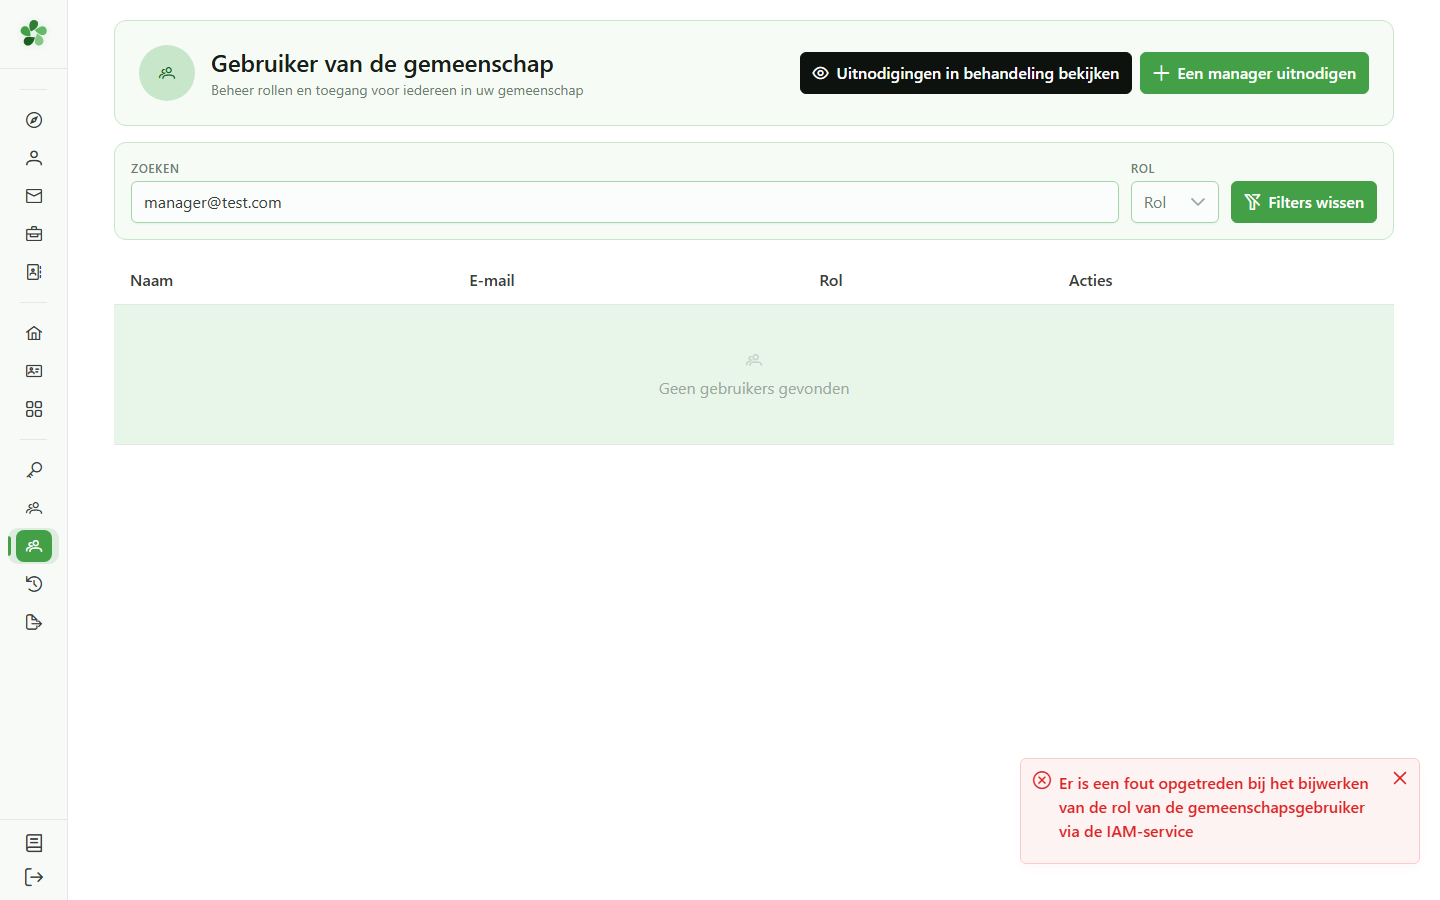 Gebruiker van de gemeenschap
Beheer rollen en toegang voor iedereen in uw gemeenschap
Uitnodigingen in behandeling bekijken
Een manager uitnodigen
ZOEKEN
manager@test.com
ROL
Rol
Filters wissen
Naam E-mail Rol Acties
Geen gebruikers gevonden
Er is een fout opgetreden bij het bijwerken
van de rol van de gemeenschapsgebruiker
via de IAM-service